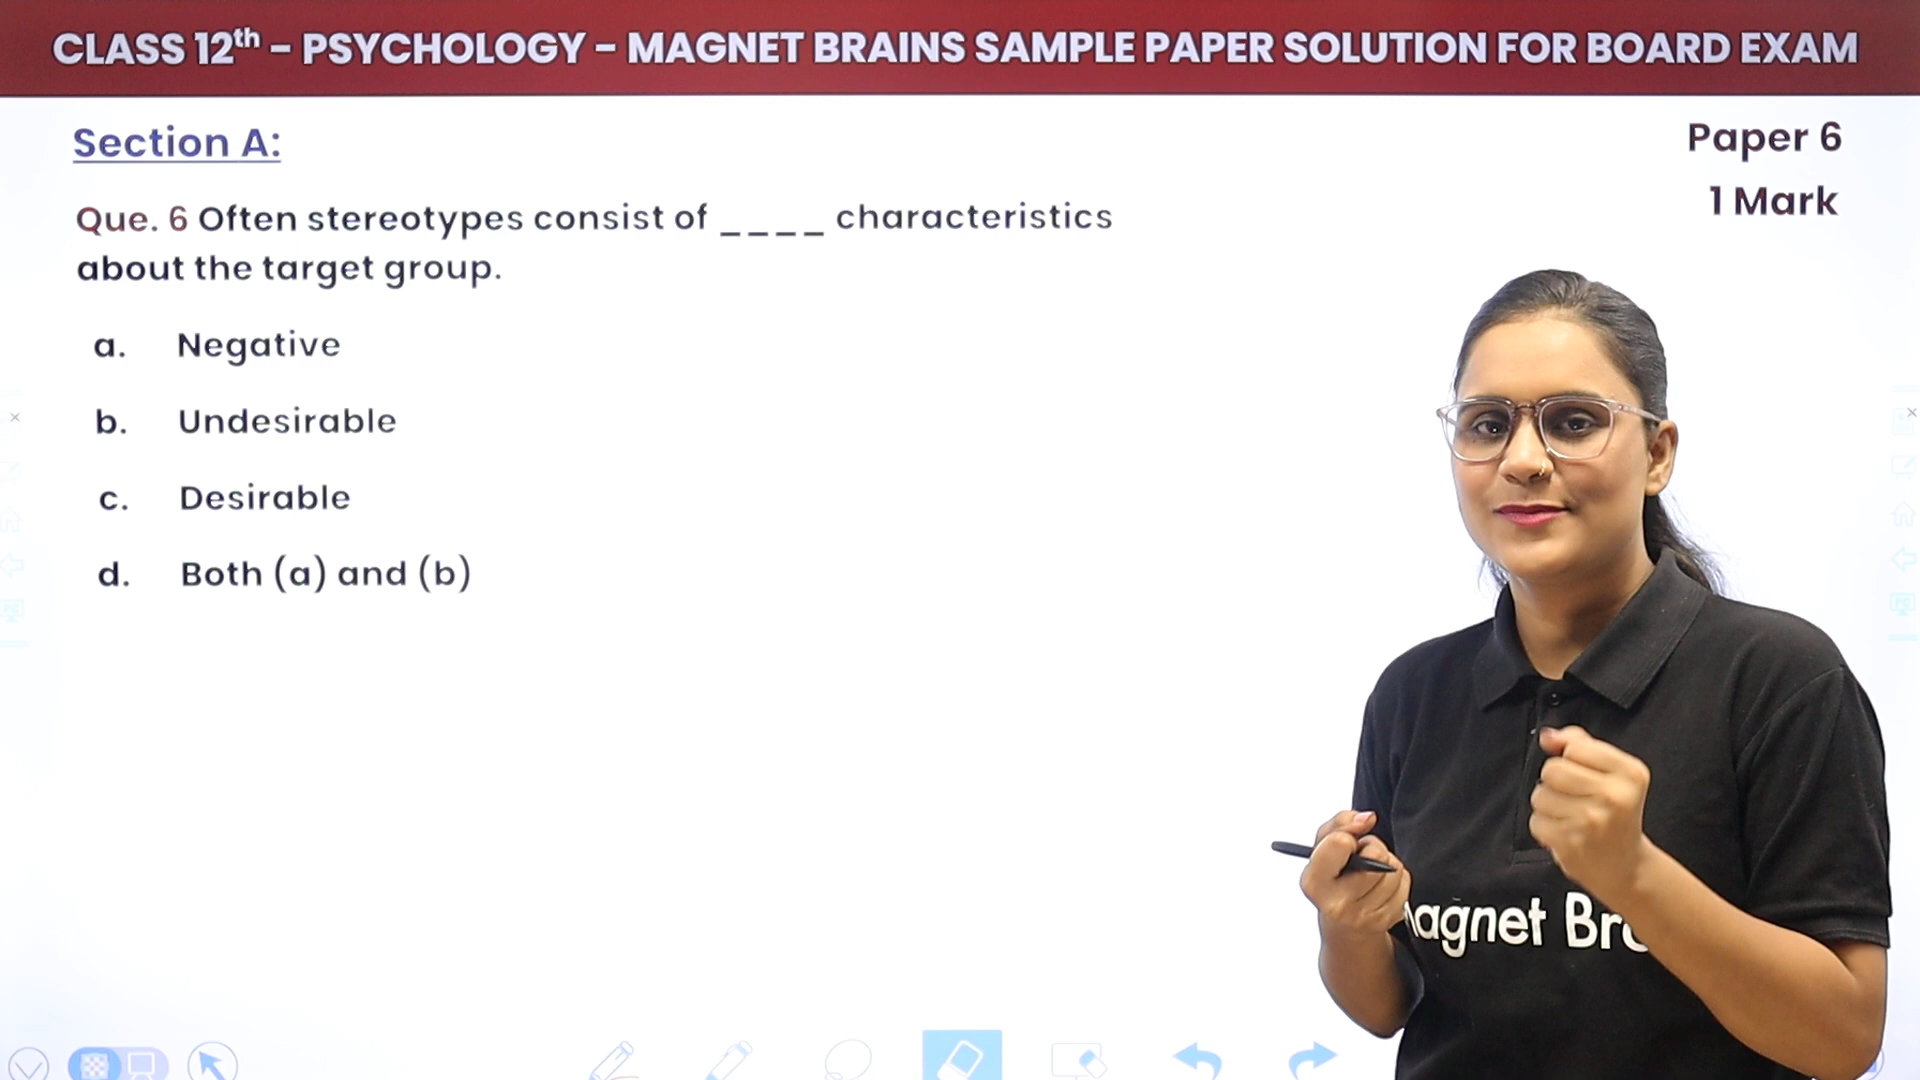 CLASS 12th – PSYCHOLOGY – MAGNET BRAINS SAMPLE PAPER SOLUTION FOR BOARD EXAM
Section A:
Paper 6
1 Mark
Que. 6 Often stereotypes consist of ____ characteristics
about the target group.
a. Negative
b. Undesirable
c. Desirable
d. Both (a) and (b)
agnet Br